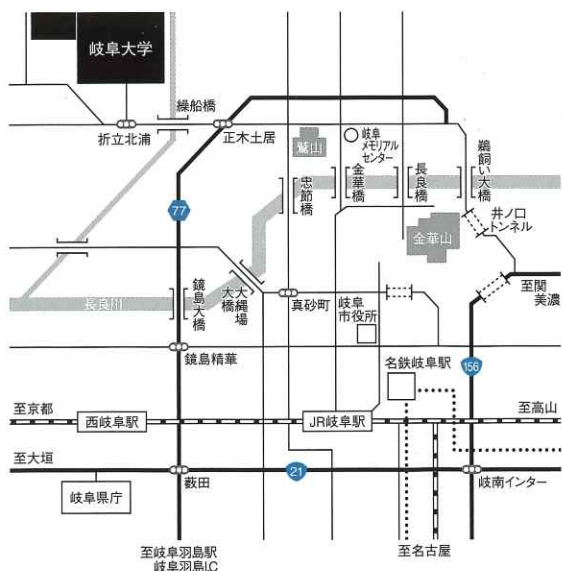 岐阜大学
繰船橋
折立北浦
正木土居
鷺山
岐阜
メモリアル
センター
忠節橋
金華橋
長良橋
鵜飼い大橋
井ノ口
トンネル
77
金華山
至関
美濃
長良川
鏡島大橋
大縄場
大橋
真砂町
岐阜
市役所
鏡島精華
名鉄岐阜駅
156
至京都
西岐阜駅
JR岐阜駅
至高山
至大垣
21
岐阜県庁
薮田
岐南インター
至岐阜羽島駅
岐阜羽島I.C
至名古屋